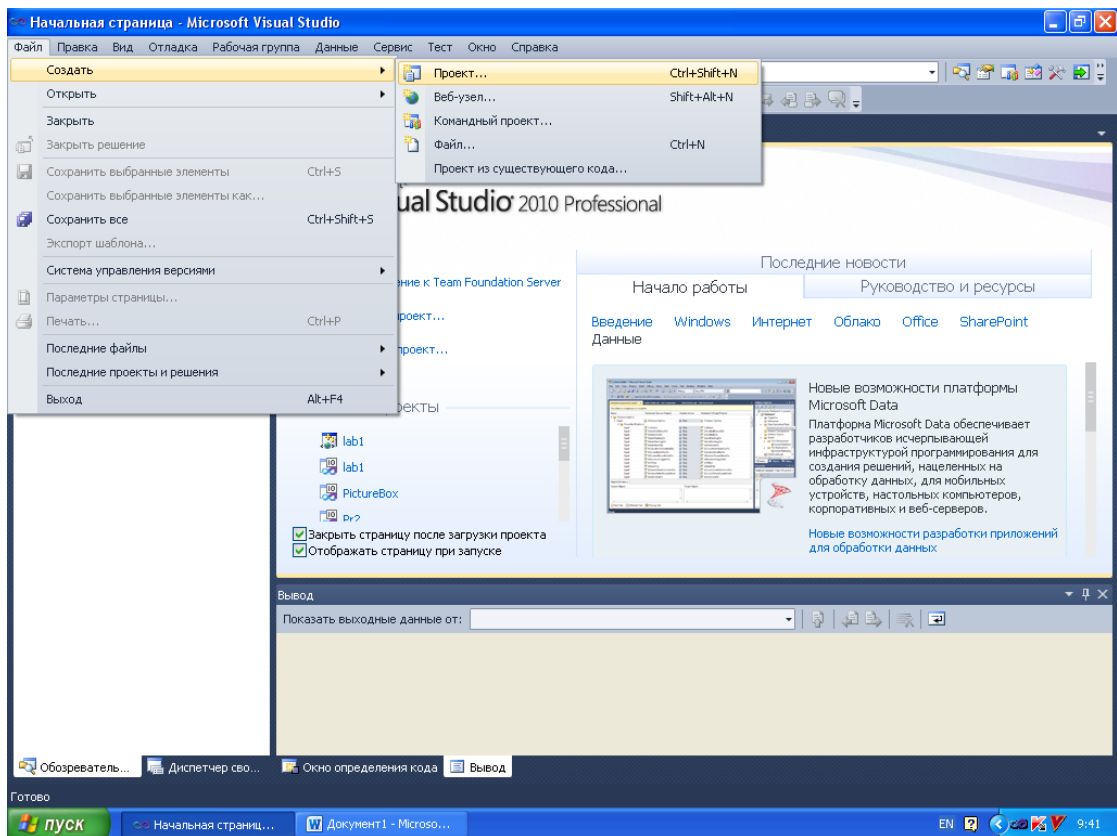 Начальная страница - Microsoft Visual Studio
Файл Правка Вид Отладка Рабочая группа Данные Сервис Тест Окно Справка
Создать
Открыть
Закрыть
Закрыть решение
Сохранить выбранные элементы Ctrl+S
Сохранить выбранные элементы как...
Сохранить все Ctrl+Shift+S
Экспорт шаблона...
Система управления версиями
Параметры страницы...
Печать... Ctrl+P
Последние файлы
Последние проекты и решения
Выход Alt+F4
Проект... Ctrl+Shift+N
Веб-узел... Shift+Alt+N
Командный проект...
Файл... Ctrl+N
Проект из существующего кода...
ual Studio 2010 Professional
ение к Team Foundation Server
проект...
проект...
оекты
lab1
lab1
PictureBox
Pr2
Закрыть страницу после загрузки проекта
Отображать страницу при запуске
Последние новости
Начало работы
Руководство и ресурсы
Введение Windows Интернет Облако Office SharePoint
Данные
Новые возможности платформы
Microsoft Data
Платформа Microsoft Data обеспечивает
разработчиков исчерпывающей
инфраструктурой программирования для
создания решений, нацеленных на
обработку данных, для мобильных
устройств, настольных компьютеров,
корпоративных и веб-серверов.
Новые возможности разработки приложений
для обработки данных
Вывод
Показать выходные данные от:
Обозреватель... Диспетчер сво... Окно определения кода Вывод
Готово
пуск Начальная страниц... Документ1 - Microso... EN 9:41